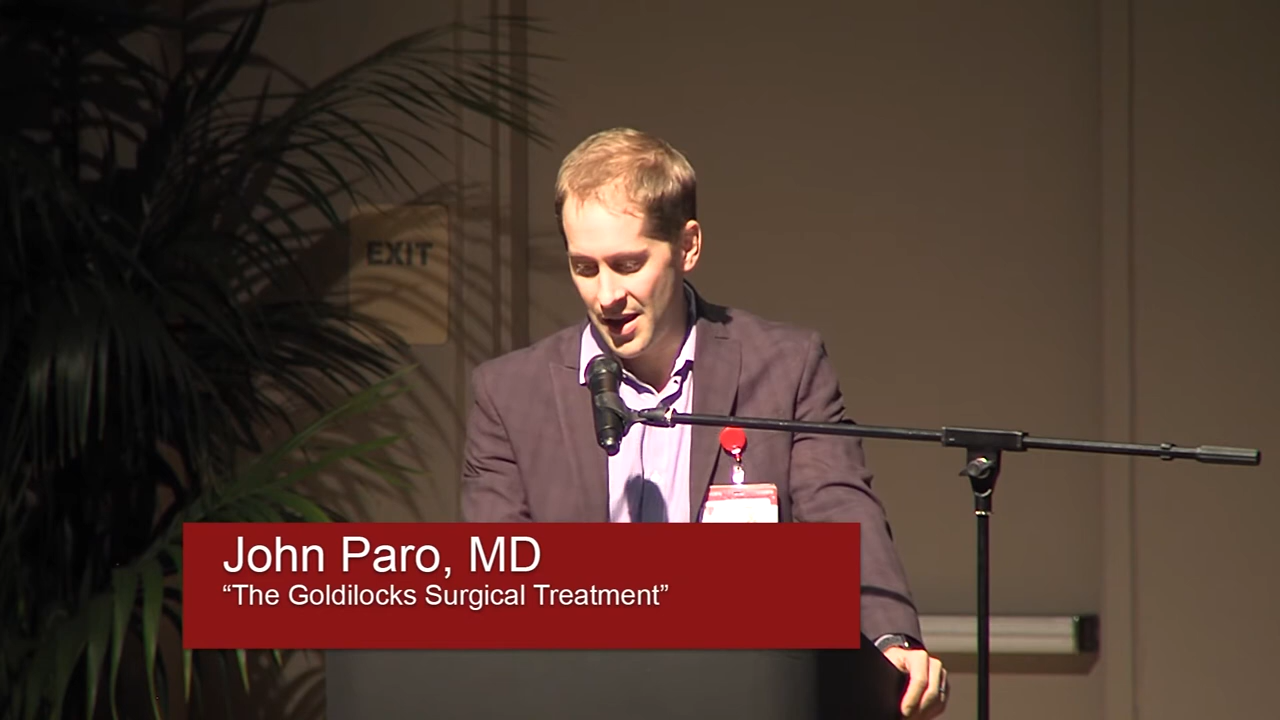 EXIT
John Paro, MD
“The Goldilocks Surgical Treatment”